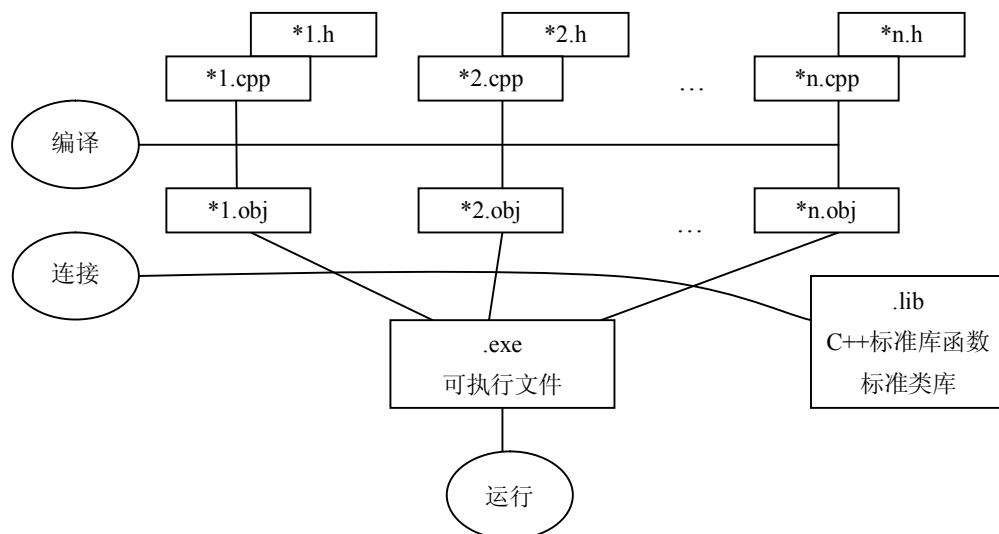 *1.h
*2.h
*n.h
*1.cpp
*2.cpp
…
*n.cpp
编译
*1.obj
*2.obj
…
*n.obj
连接
.lib
C++标准库函数
标准类库
.exe
可执行文件
运行